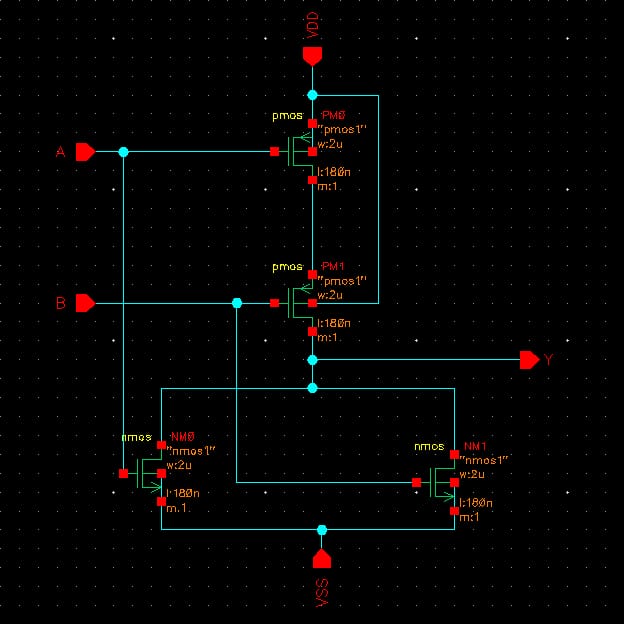 VDD
pmos PM0
"pmos1"
w:2u
l:180n
m:1
A
pmos PM1
"pmos1"
w:2u
l:180n
m:1
B
Y
nmos NM0
"nmos1"
w:2u
l:180n
m:1
nmos NM1
"nmos1"
w:2u
l:180n
m:1
VSS